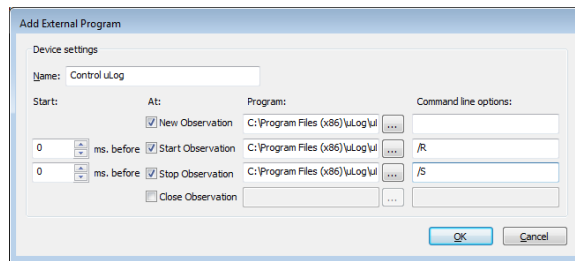 Add External Program
Device settings
Name: Control uLog
Start: At: Program: Command line options:
New Observation C:\Program Files (x86)\uLog\ul ...
0 ms. before Start Observation C:\Program Files (x86)\uLog\ul ... /R
0 ms. before Stop Observation C:\Program Files (x86)\uLog\ul ... /S
Close Observation ...
OK Cancel